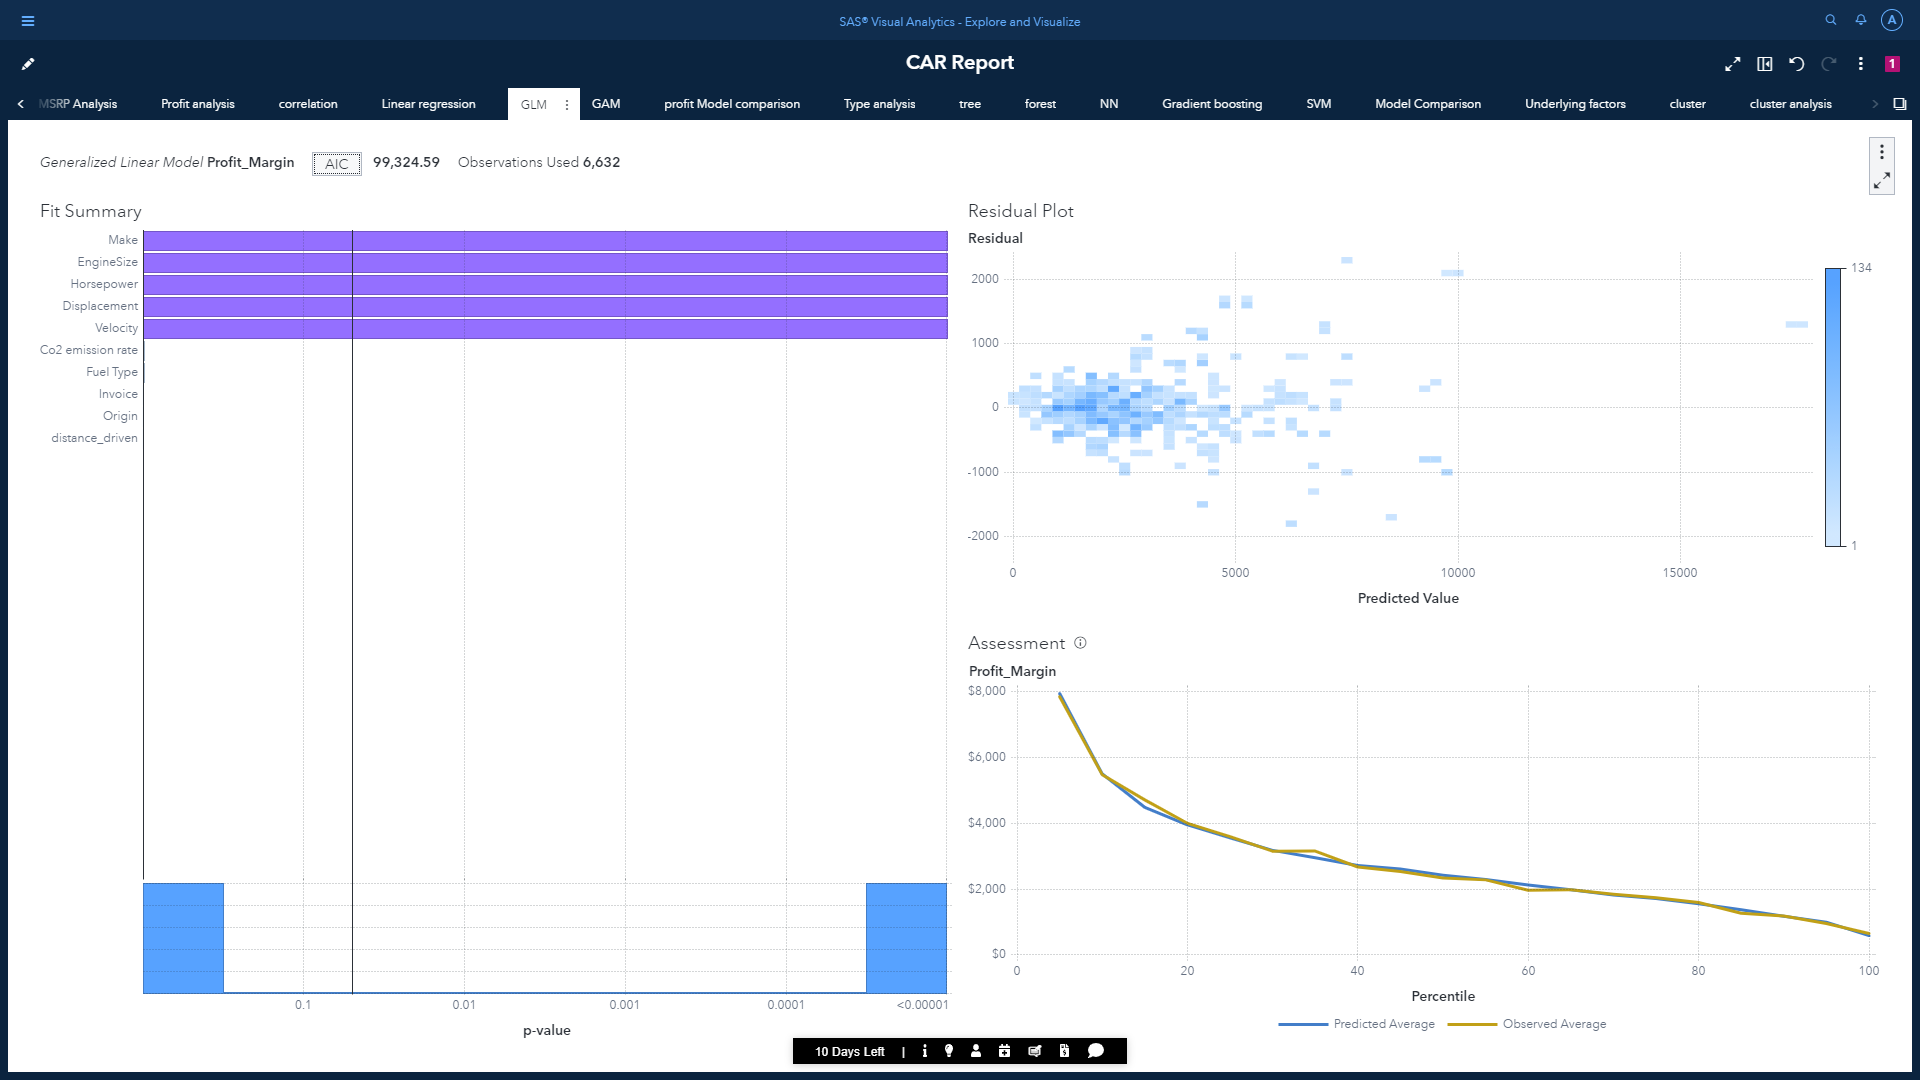 SAS® Visual Analytics - Explore and Visualize
A
CAR Report
1
MSRP Analysis
Profit analysis
correlation
Linear regression
GLM
GAM
profit Model comparison
Type analysis
tree
forest
NN
Gradient boosting
SVM
Model Comparison
Underlying factors
cluster
cluster analysis
Generalized Linear Model Profit_Margin AIC 99,324.59 Observations Used 6,632
Fit Summary
Make
EngineSize
Horsepower
Displacement
Velocity
Co2 emission rate
Fuel Type
Invoice
Origin
distance_driven
0.1 0.01 0.001 0.0001 <0.00001
p-value
Residual Plot
Residual
2000
1000
0
-1000
-2000
0 5000 10000 15000
Predicted Value
134
1
Assessment
Profit_Margin
$8,000
$6,000
$4,000
$2,000
$0
0 20 40 60 80 100
Percentile
Predicted Average Observed Average
10 Days Left |